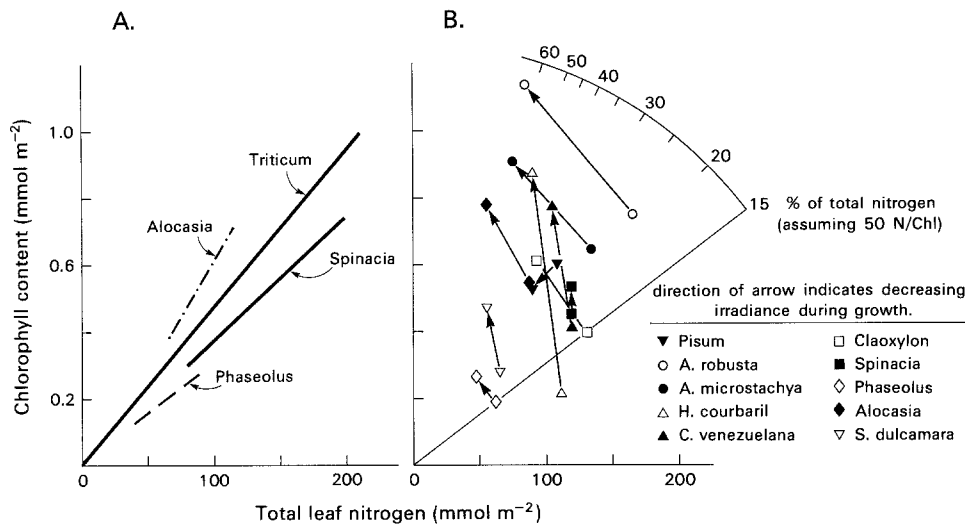 A.
B.
Chlorophyll content (mmol m⁻²)
1.0
0.6
0.2
Triticum
Alocasia
Spinacia
Phaseolus
0
100
200
0
100
200
Total leaf nitrogen (mmol m⁻²)
60
50
40
30
20
15
% of total nitrogen
(assuming 50 N/Chl)
direction of arrow indicates decreasing
irradiance during growth.
▼ Pisum
○ A. robusta
● A. microstachya
△ H. courbaril
▲ C. venezuelana
□ Claoxylon
■ Spinacia
◇ Phaseolus
◆ Alocasia
▽ S. dulcamara